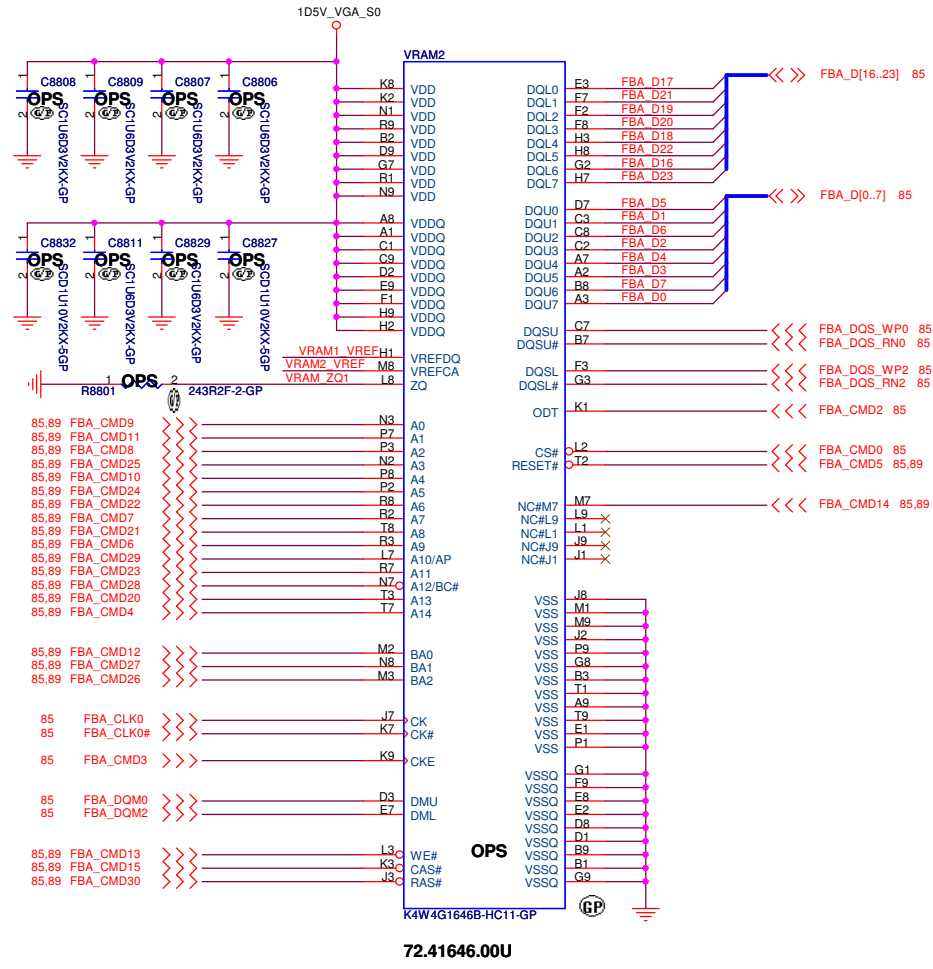 1D5V_VGA_S0
VRAM2
C8808 C8809 C8807 C8806
1 1 1 1
OPS OPS OPS OPS
G/P G/P G/P G/P
2 2 2 2
SC1U6D3V2KX-GP SC1U6D3V2KX-GP SC1U6D3V2KX-GP SC1U6D3V2KX-GP
C8832 C8811 C8829 C8827
1 1 1 1
OPS OPS OPS OPS
G/P G/P G/P G/P
2 2 2 2
SCD1U10V2KX-5GP SC1U6D3V2KX-GP SC1U6D3V2KX-GP SCD1U10V2KX-5GP
K8 VDD
K2 VDD
N1 VDD
R9 VDD
B2 VDD
D9 VDD
G7 VDD
R1 VDD
N9 VDD
A8 VDDQ
A1 VDDQ
C1 VDDQ
C9 VDDQ
D2 VDDQ
E9 VDDQ
F1 VDDQ
H9 VDDQ
H2 VDDQ
VRAM1_VREF H1 VREFDQ
VRAM2_VREF M8 VREFCA
VRAM_ZQ1 L8 ZQ
R8801 1 OPS 2 243R2F-2-GP
85,89 FBA_CMD9 N3 A0
85,89 FBA_CMD11 P7 A1
85,89 FBA_CMD8 P3 A2
85,89 FBA_CMD25 N2 A3
85,89 FBA_CMD10 P8 A4
85,89 FBA_CMD24 P2 A5
85,89 FBA_CMD22 R8 A6
85,89 FBA_CMD7 R2 A7
85,89 FBA_CMD21 T8 A8
85,89 FBA_CMD6 R3 A9
85,89 FBA_CMD29 L7 A10/AP
85,89 FBA_CMD23 R7 A11
85,89 FBA_CMD28 N7 A12/BC#
85,89 FBA_CMD20 T3 A13
85,89 FBA_CMD4 T7 A14
85,89 FBA_CMD12 M2 BA0
85,89 FBA_CMD27 N8 BA1
85,89 FBA_CMD26 M3 BA2
85 FBA_CLK0 J7 CK
85 FBA_CLK0# K7 CK#
85 FBA_CMD3 K9 CKE
85 FBA_DQM0 D3 DMU
85 FBA_DQM2 E7 DML
85,89 FBA_CMD13 L3 WE#
85,89 FBA_CMD15 K3 CAS#
85,89 FBA_CMD30 J3 RAS#
DQL0 E3 FBA_D17
DQL1 F7 FBA_D21
DQL2 F2 FBA_D19
DQL3 F8 FBA_D20
DQL4 H3 FBA_D18
DQL5 H8 FBA_D22
DQL6 G2 FBA_D16
DQL7 H7 FBA_D23
FBA_D[16..23] 85
DQU0 D7 FBA_D5
DQU1 C3 FBA_D1
DQU2 C8 FBA_D6
DQU3 C2 FBA_D2
DQU4 A7 FBA_D4
DQU5 A2 FBA_D3
DQU6 B8 FBA_D7
DQU7 A3 FBA_D0
FBA_D[0..7] 85
DQSU C7 FBA_DQS_WP0 85
DQSU# B7 FBA_DQS_RN0 85
DQSL F3 FBA_DQS_WP2 85
DQSL# G3 FBA_DQS_RN2 85
ODT K1 FBA_CMD2 85
CS# L2 FBA_CMD0 85
RESET# T2 FBA_CMD5 85,89
NC#M7 M7 FBA_CMD14 85,89
NC#L9 L9
NC#L1 L1
NC#J9 J9
NC#J1 J1
VSS J8
VSS M1
VSS M9
VSS J2
VSS P9
VSS G8
VSS B3
VSS T1
VSS A9
VSS T9
VSS E1
VSS P1
VSSQ G1
VSSQ F9
VSSQ E8
VSSQ E2
VSSQ D8
VSSQ D1
VSSQ B9
VSSQ B1
VSSQ G9
OPS
GP
K4W4G1646B-HC11-GP
72.41646.00U